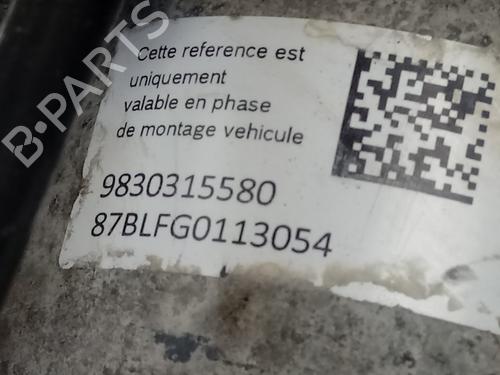 Cette reference est
uniquement
valable en phase
de montage vehicule
9830315580
87BLFG0113054
B-PARTS